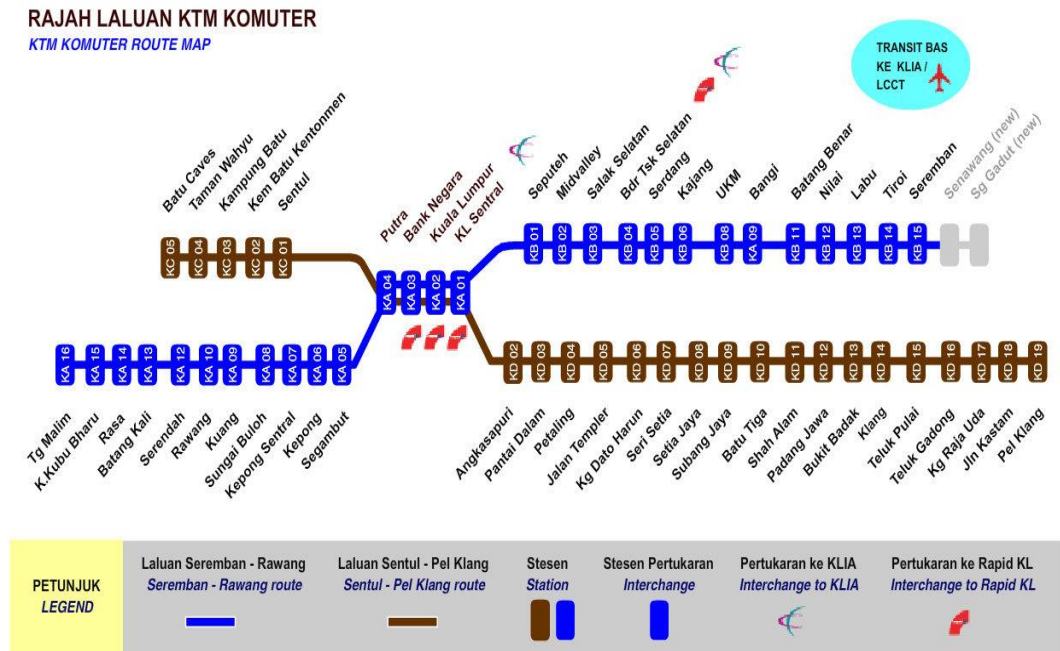 RAJAH LALUAN KTM KOMUTER
KTM KOMUTER ROUTE MAP
TRANSIT BAS
KE KLIA /
LCCT
Batu Caves
Taman Wahyu
Kampung Batu
Kem Batu Kentonmen
Sentul
Putra
Bank Negara
Kuala Lumpur
KL Sentral
Seputeh
Midvalley
Salak Selatan
Bdr Tsk Selatan
Serdang
Kajang
UKM
Bangi
Batang Benar
Nilai
Labu
Tiroi
Seremban
Senawang (new)
Sg Gadut (new)
KC 05
KC 04
KC 03
KC 02
KC 01
KA 04
KA 03
KA 02
KA 01
KB 01
KB 02
KB 03
KB 04
KB 05
KB 06
KB 08
KA 09
KB 11
KB 12
KB 13
KB 14
KB 15
KA 16
KA 15
KA 14
KA 13
KA 12
KA 10
KA 09
KA 08
KA 07
KA 06
KA 05
KD 02
KD 03
KD 04
KD 05
KD 06
KD 07
KD 08
KD 09
KD 10
KD 11
KD 12
KD 13
KD 14
KD 15
KD 16
KD 17
KD 18
KD 19
Tg Malim
K.Kubu Bharu
Rasa
Batang Kali
Serendah
Rawang
Kuang
Sungai Buloh
Kepong Sentral
Kepong
Segambut
Angkasapuri
Pantai Dalam
Petaling
Jalan Templer
Kg Dato Harun
Seri Setia
Setia Jaya
Subang Jaya
Batu Tiga
Shah Alam
Padang Jawa
Bukit Badak
Klang
Teluk Pulai
Teluk Gadong
Kg Raja Uda
Jln Kastam
Pel Klang
PETUNJUK
LEGEND
Laluan Seremban - Rawang
Seremban - Rawang route
Laluan Sentul - Pel Klang
Sentul - Pel Klang route
Stesen
Station
Stesen Pertukaran
Interchange
Pertukaran ke KLIA
Interchange to KLIA
Pertukaran ke Rapid KL
Interchange to Rapid KL